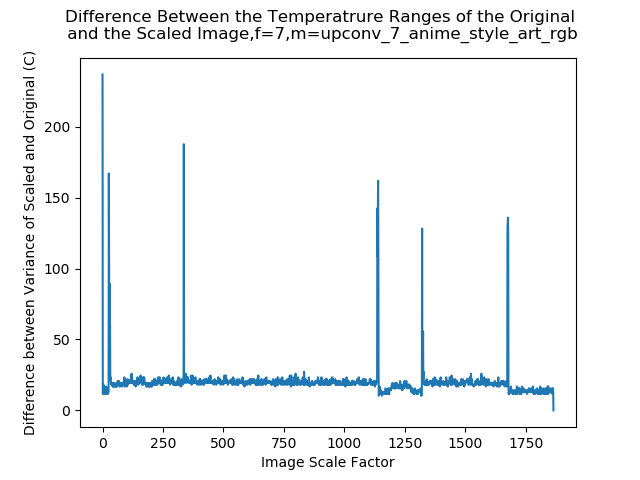 Difference Between the Temperatrure Ranges of the Original
and the Scaled Image,f=7,m=upconv_7_anime_style_art_rgb
Difference between Variance of Scaled and Original (C)
200
150
100
50
0
0 250 500 750 1000 1250 1500 1750
Image Scale Factor